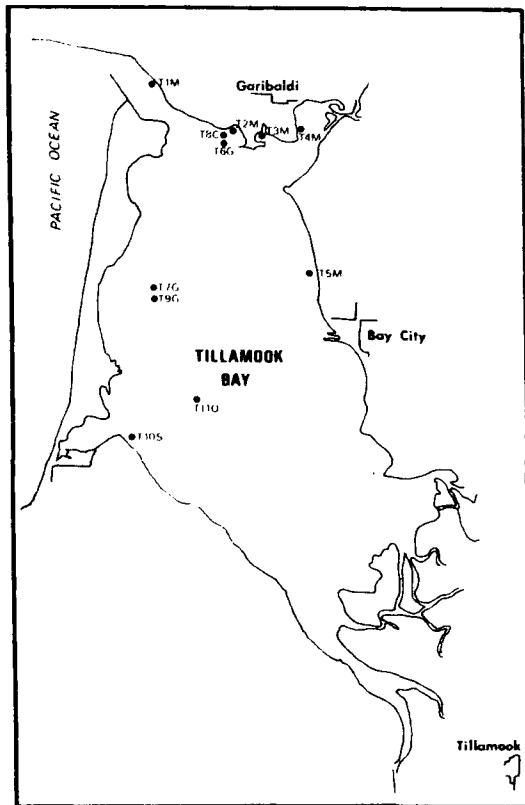 T1M
Garibaldi
T2M
T3M
T4M
T8C
T6G
PACIFIC OCEAN
T5M
T7G
T9G
Bay City
TILLAMOOK
BAY
T11O
T10S
Tillamook